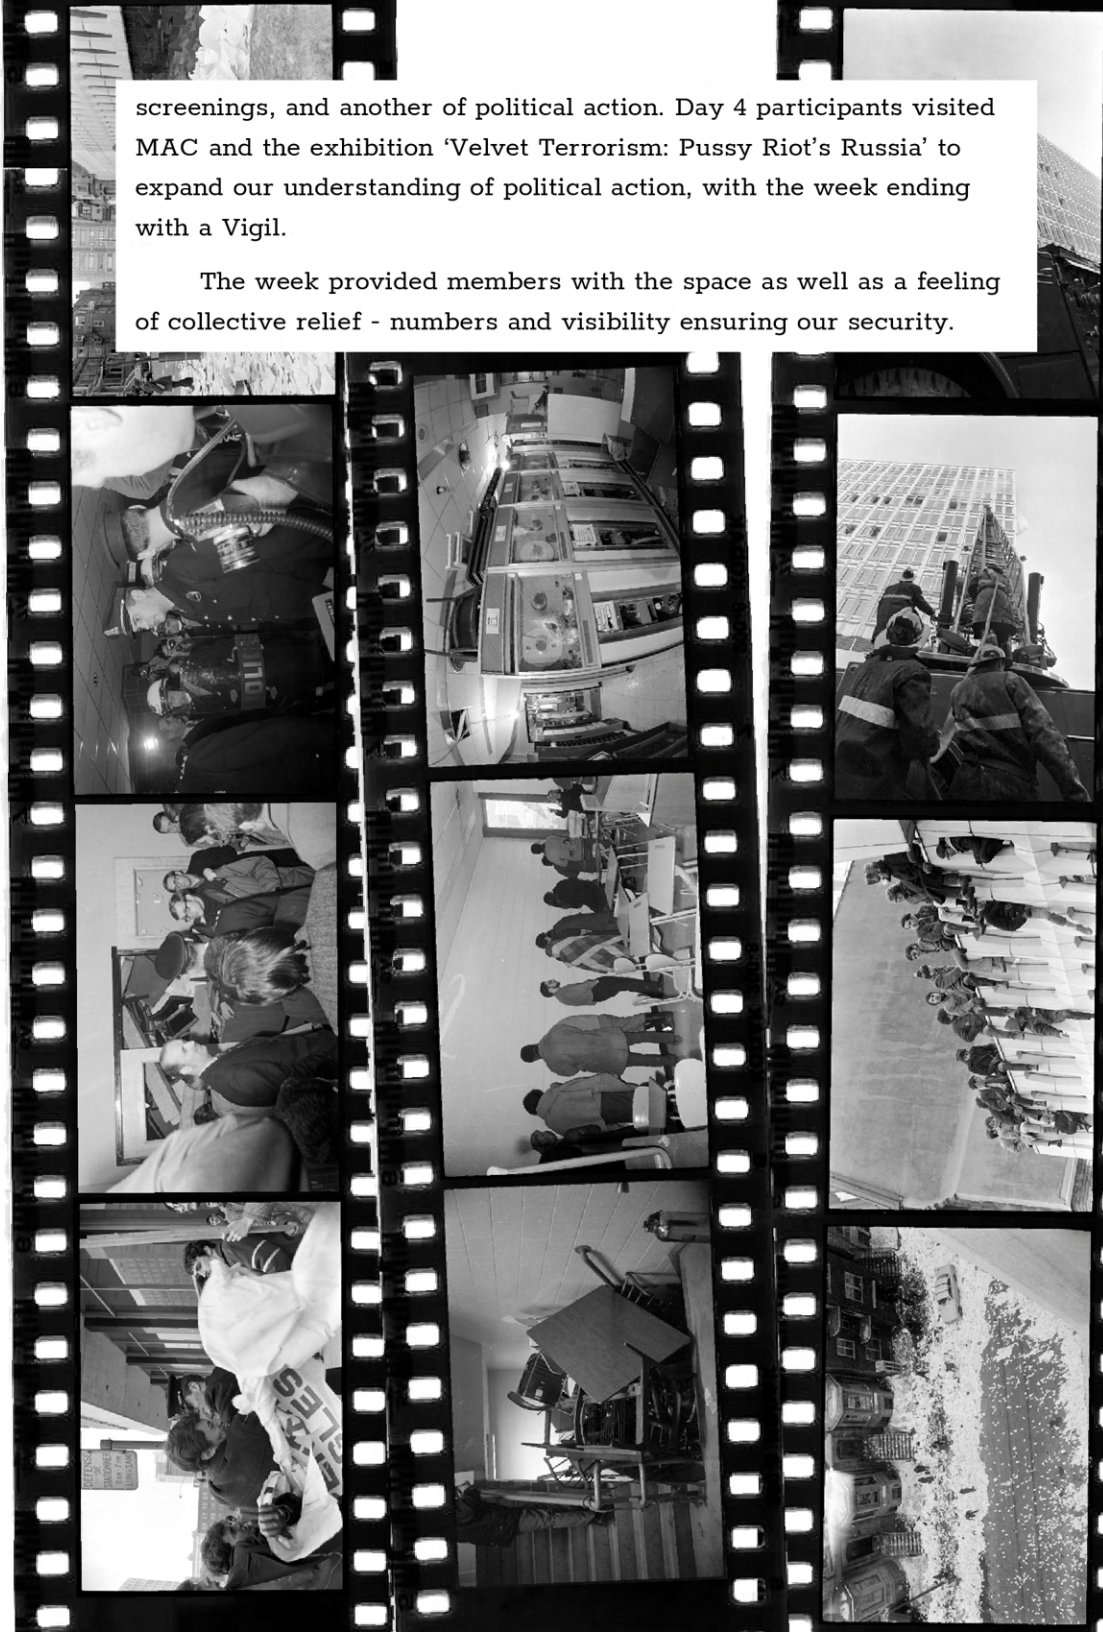 screenings, and another of political action. Day 4 participants visited
MAC and the exhibition ‘Velvet Terrorism: Pussy Riot’s Russia’ to
expand our understanding of political action, with the week ending
with a Vigil.
The week provided members with the space as well as a feeling
of collective relief - numbers and visibility ensuring our security.
DEFENSE
DE